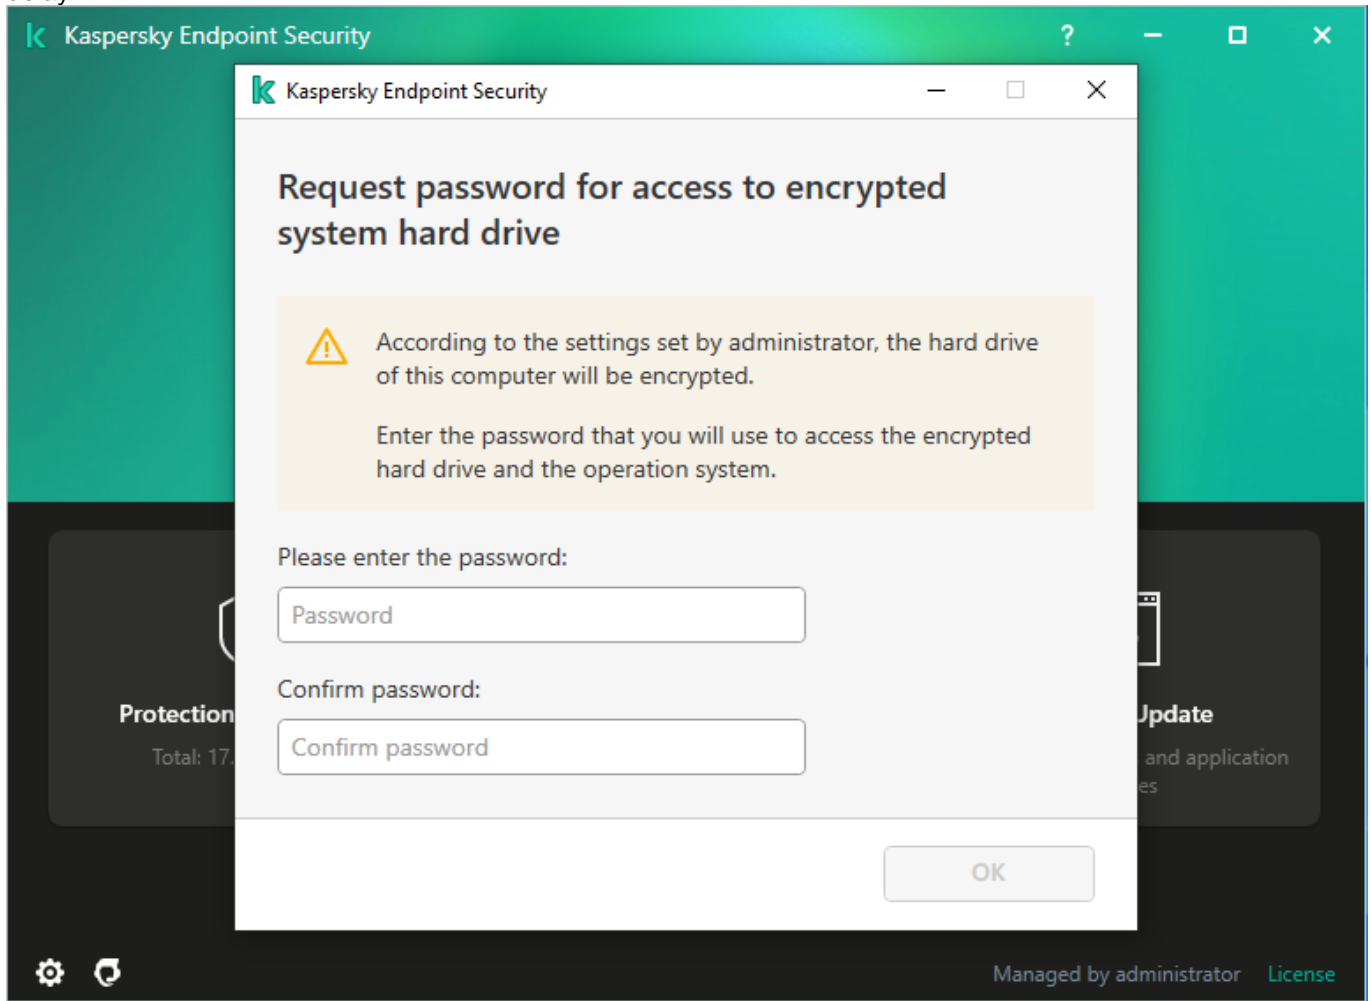 Kaspersky Endpoint Security
?
Kaspersky Endpoint Security
Request password for access to encrypted
system hard drive
According to the settings set by administrator, the hard drive
of this computer will be encrypted.
Enter the password that you will use to access the encrypted
hard drive and the operation system.
Please enter the password:
Password
Confirm password:
Confirm password
OK
Protection
Total: 17.
Update
and application
es
Managed by administrator License